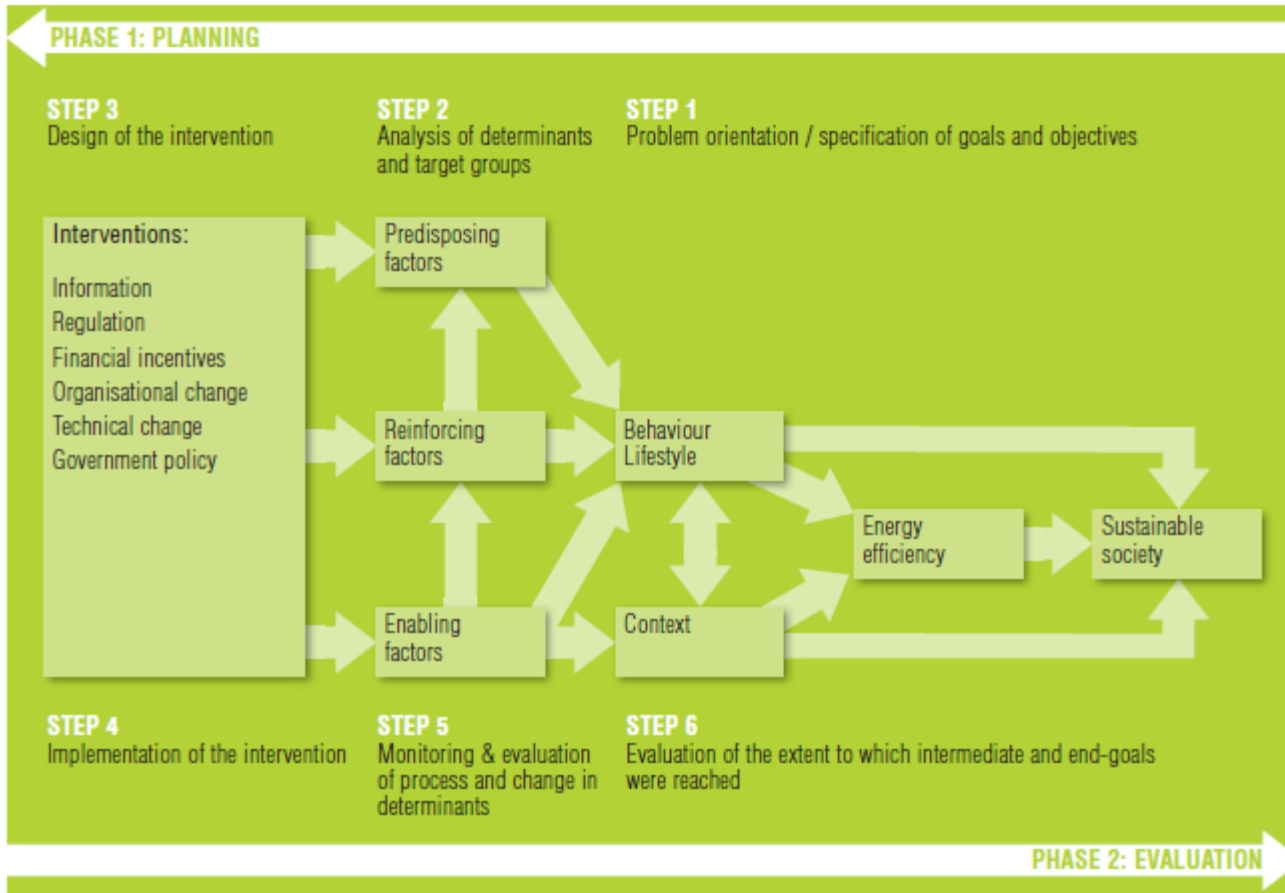 PHASE 1: PLANNING
STEP 3
Design of the intervention
STEP 2
Analysis of determinants
and target groups
STEP 1
Problem orientation / specification of goals and objectives
Interventions:
Information
Regulation
Financial incentives
Organisational change
Technical change
Government policy
Predisposing
factors
Reinforcing
factors
Enabling
factors
Behaviour
Lifestyle
Context
Energy
efficiency
Sustainable
society
STEP 4
Implementation of the intervention
STEP 5
Monitoring & evaluation
of process and change in
determinants
STEP 6
Evaluation of the extent to which intermediate and end-goals
were reached
PHASE 2: EVALUATION